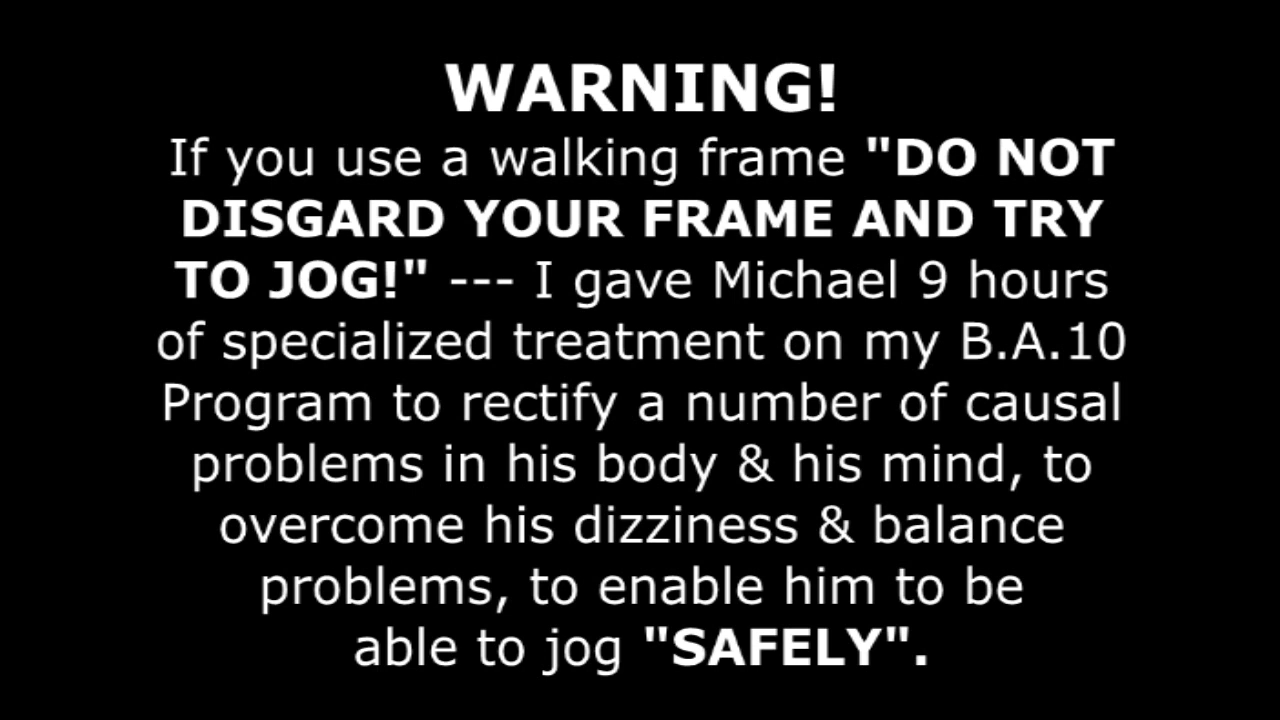 WARNING!
If you use a walking frame "DO NOT
DISGARD YOUR FRAME AND TRY
TO JOG!" --- I gave Michael 9 hours
of specialized treatment on my B.A.10
Program to rectify a number of causal
problems in his body & his mind, to
overcome his dizziness & balance
problems, to enable him to be
able to jog "SAFELY".